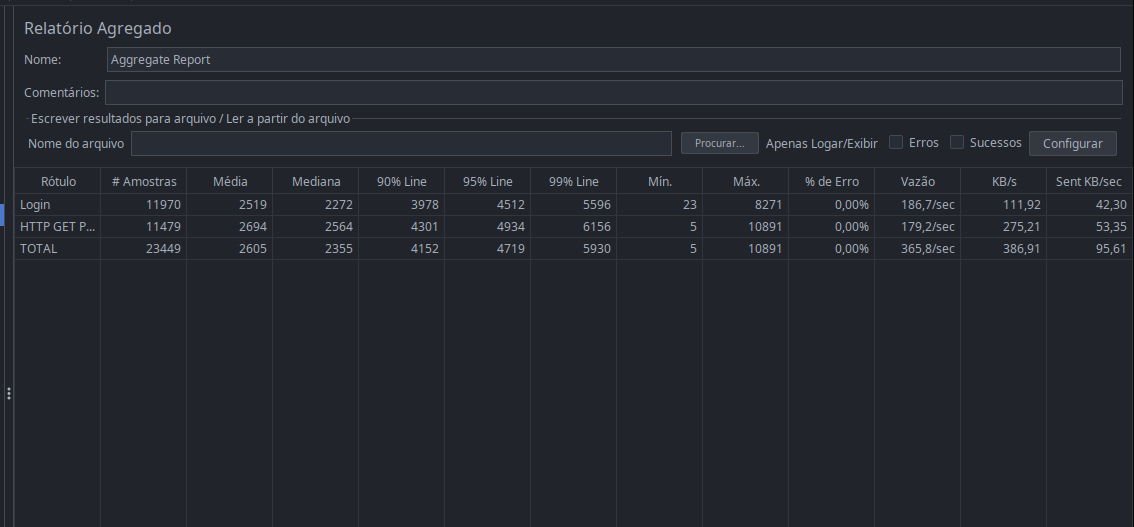 Relatório Agregado
Nome: Aggregate Report
Comentários:
Escrever resultados para arquivo / Ler a partir do arquivo
Nome do arquivo Procurar... Apenas Logar/Exibir Erros Sucessos Configurar
Rótulo # Amostras Média Mediana 90% Line 95% Line 99% Line Mín. Máx. % de Erro Vazão KB/s Sent KB/sec
Login 11970 2519 2272 3978 4512 5596 23 8271 0,00% 186,7/sec 111,92 42,30
HTTP GET P... 11479 2694 2564 4301 4934 6156 5 10891 0,00% 179,2/sec 275,21 53,35
TOTAL 23449 2605 2355 4152 4719 5930 5 10891 0,00% 365,8/sec 386,91 95,61